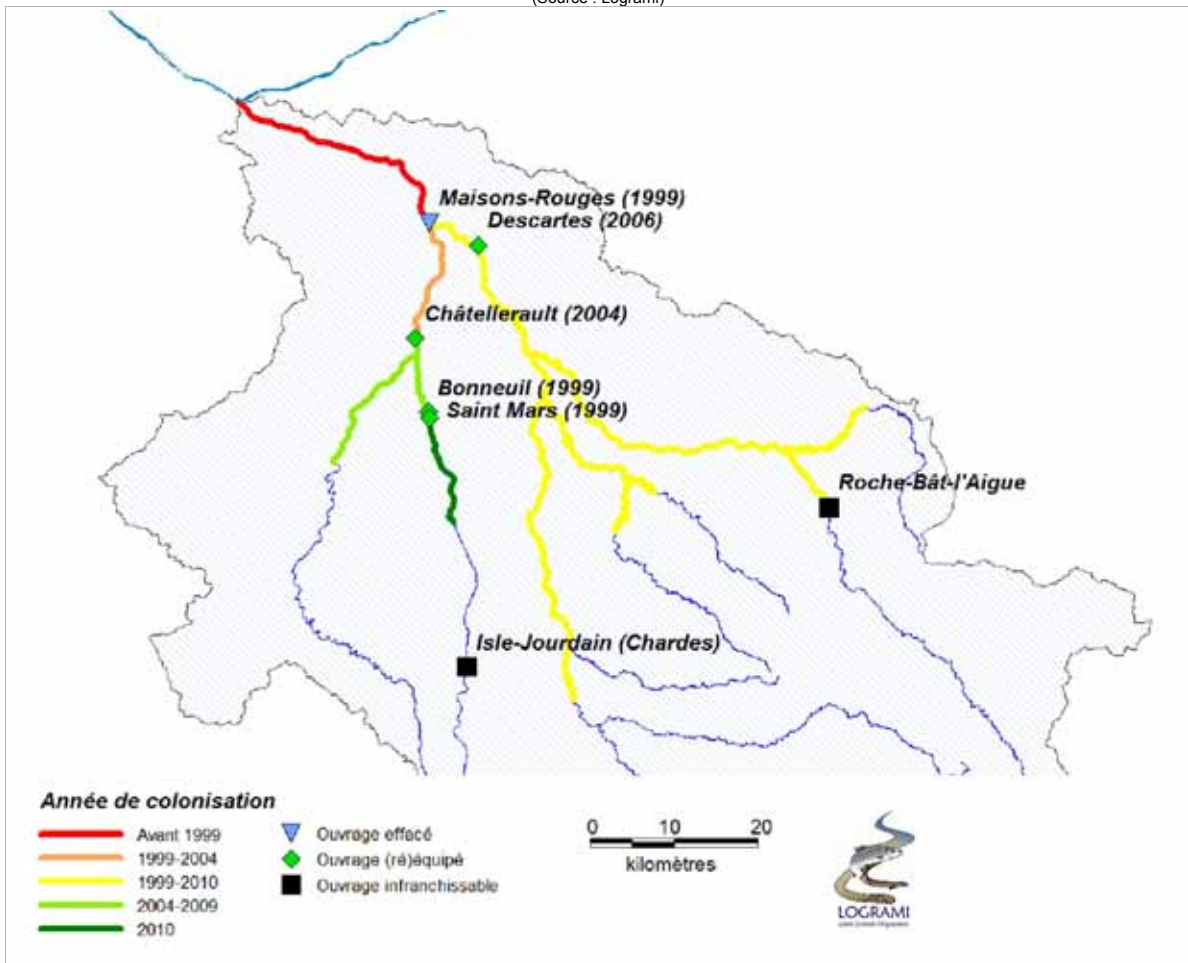 (Source : Logrami)
Maisons-Rouges (1999)
Descartes (2006)
Châtellerault (2004)
Bonneuil (1999)
Saint Mars (1999)
Roche-Bât-l'Aigue
Isle-Jourdain (Chardes)
Année de colonisation
Avant 1999
1999-2004
1999-2010
2004-2009
2010
Ouvrage effacé
Ouvrage (ré)équipé
Ouvrage infranchissable
0 10 20
kilomètres
LOGRAMI